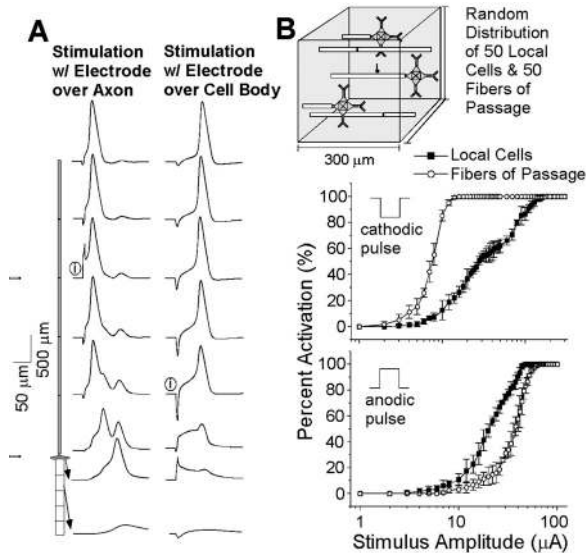 A
Stimulation
w/ Electrode
over Axon
Stimulation
w/ Electrode
over Cell Body
50 µm
500 µm
B
Random
Distribution
of 50 Local
Cells & 50
Fibers of
Passage
300 µm
Local Cells
Fibers of Passage
Percent Activation (%)
100
80
60
40
20
0
cathodic
pulse
100
80
60
40
20
0
anodic
pulse
1
10
100
Stimulus Amplitude (µA)